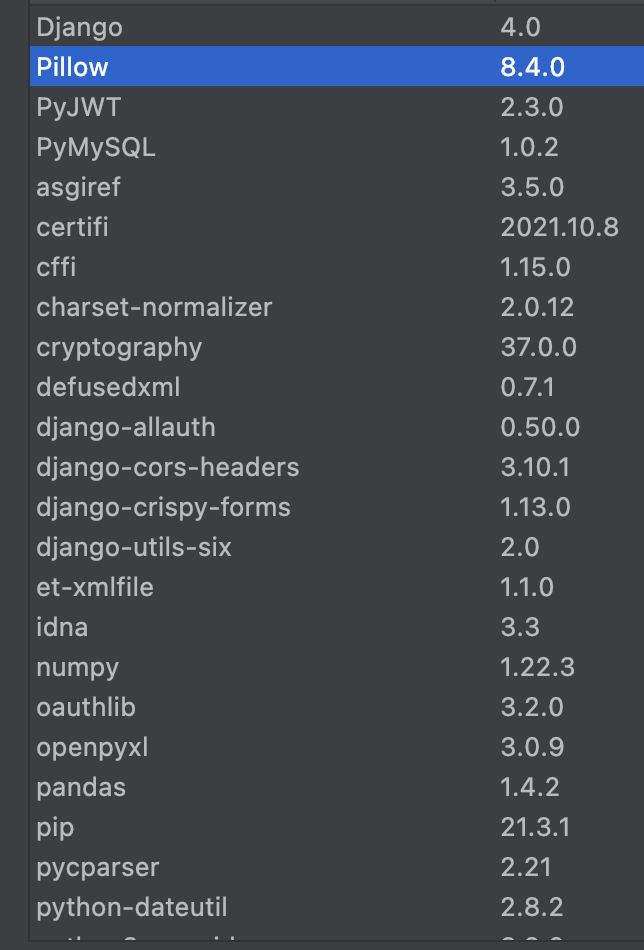 Django 4.0
Pillow 8.4.0
PyJWT 2.3.0
PyMySQL 1.0.2
asgiref 3.5.0
certifi 2021.10.8
cffi 1.15.0
charset-normalizer 2.0.12
cryptography 37.0.0
defusedxml 0.7.1
django-allauth 0.50.0
django-cors-headers 3.10.1
django-crispy-forms 1.13.0
django-utils-six 2.0
et-xmlfile 1.1.0
idna 3.3
numpy 1.22.3
oauthlib 3.2.0
openpyxl 3.0.9
pandas 1.4.2
pip 21.3.1
pycparser 2.21
python-dateutil 2.8.2